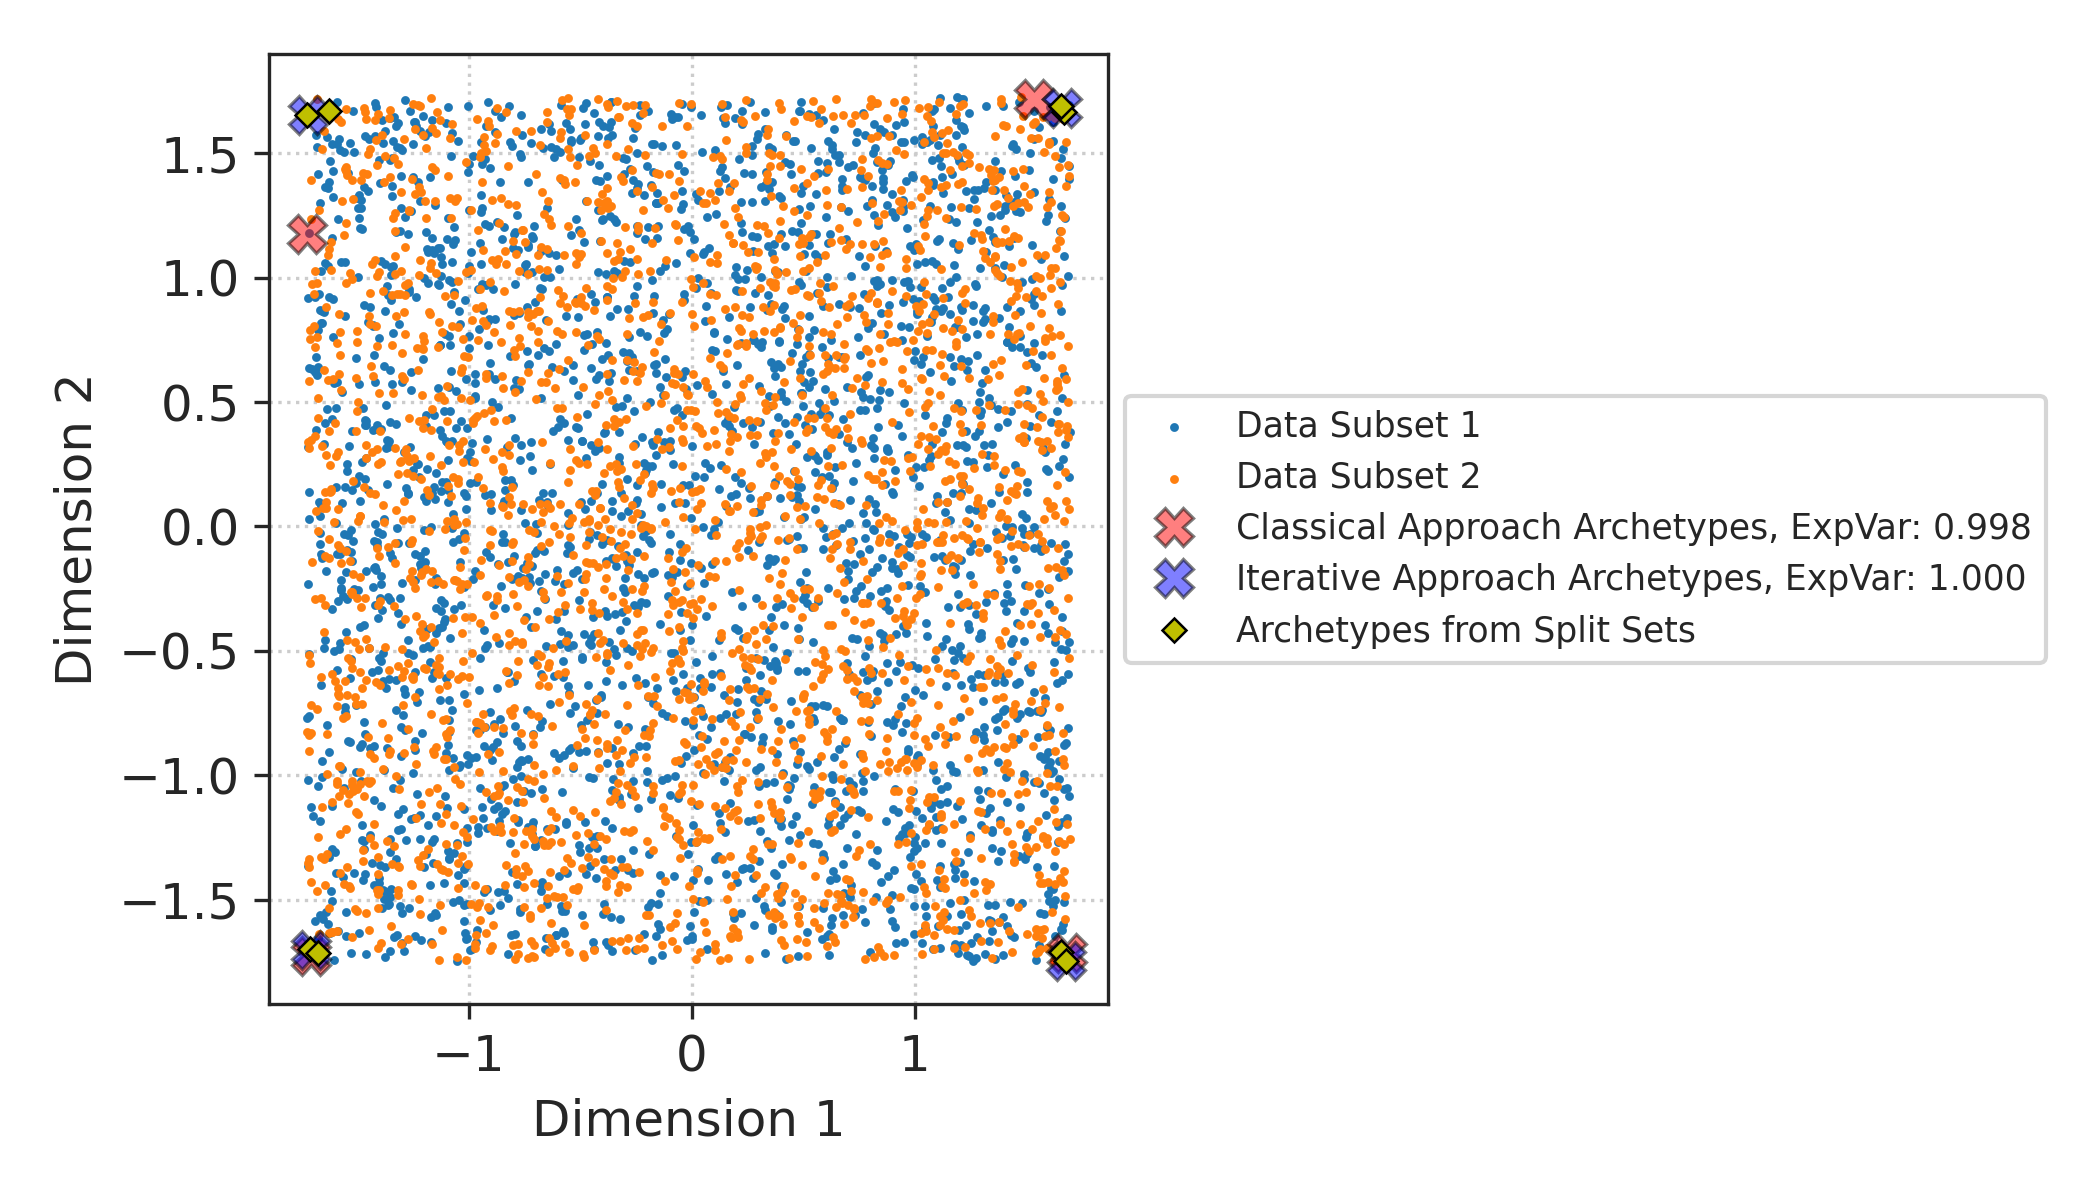 1.5
1.0
0.5
0.0
−0.5
−1.0
−1.5
Dimension 2
−1 0 1
Dimension 1
Data Subset 1
Data Subset 2
Classical Approach Archetypes, ExpVar: 0.998
Iterative Approach Archetypes, ExpVar: 1.000
Archetypes from Split Sets